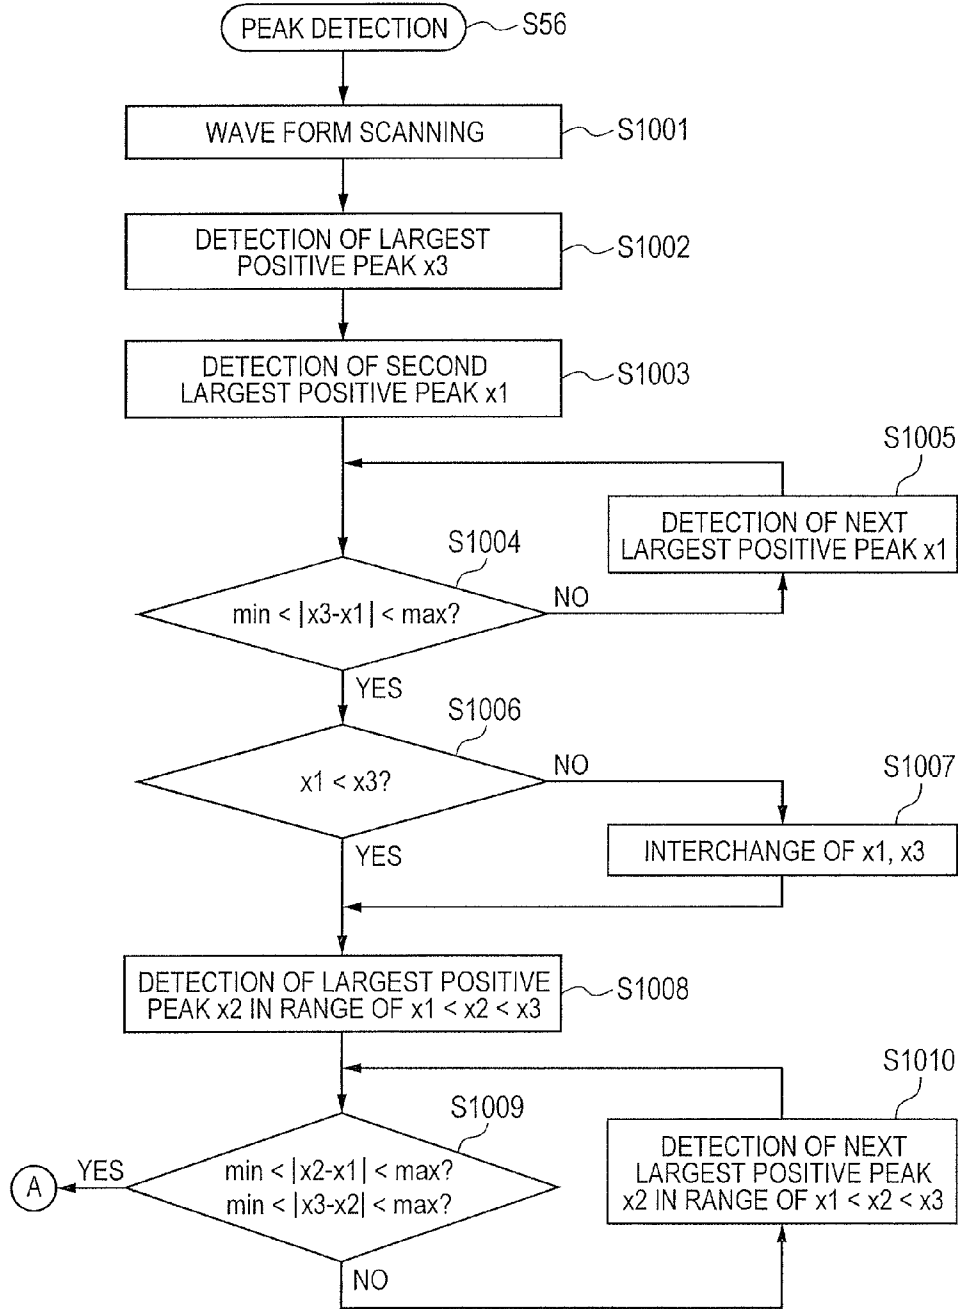 PEAK DETECTION
S56
WAVE FORM SCANNING
S1001
DETECTION OF LARGEST
POSITIVE PEAK x3
S1002
DETECTION OF SECOND
LARGEST POSITIVE PEAK x1
S1003
S1005
DETECTION OF NEXT
LARGEST POSITIVE PEAK x1
S1004
min < |x3-x1| < max?
NO
YES
S1006
x1 < x3?
NO
YES
S1007
INTERCHANGE OF x1, x3
DETECTION OF LARGEST POSITIVE
PEAK x2 IN RANGE OF x1 < x2 < x3
S1008
S1010
DETECTION OF NEXT
LARGEST POSITIVE PEAK
x2 IN RANGE OF x1 < x2 < x3
S1009
min < |x2-x1| < max?
min < |x3-x2| < max?
YES
A
NO